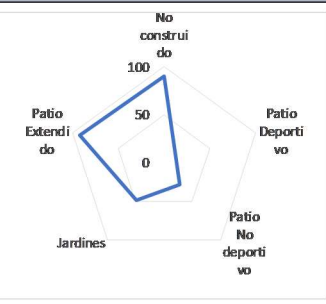 No
construi
do
100
50
0
Patio
Deporti
vo
Patio
No
deporti
vo
Jardines
Patio
Extendi
do